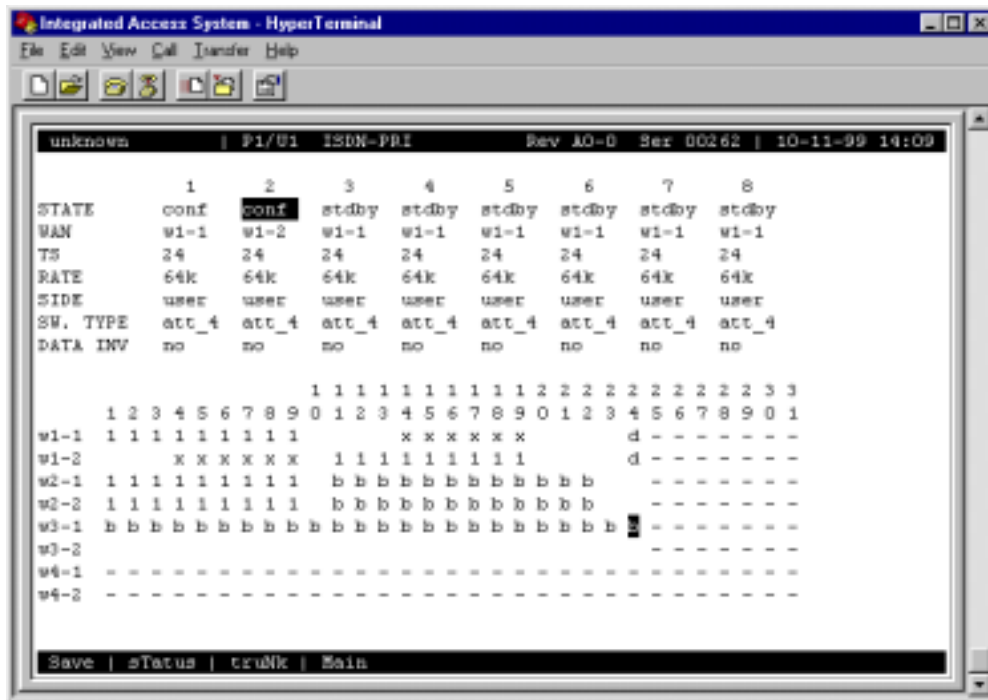 Integrated Access System - HyperTerminal
File Edit View Call Transfer Help
unknown | P1/U1 ISDN-PRI Rev A0-0 Ser 00262 | 10-11-99 14:09
1 2 3 4 5 6 7 8
STATE conf conf stdby stdby stdby stdby stdby stdby
WAN w1-1 w1-2 w1-1 w1-1 w1-1 w1-1 w1-1 w1-1
TS 24 24 24 24 24 24 24 24
RATE 64k 64k 64k 64k 64k 64k 64k 64k
SIDE user user user user user user user user
SW. TYPE att_4 att_4 att_4 att_4 att_4 att_4 att_4 att_4
DATA INV no no no no no no no no
1 1 1 1 1 1 1 1 1 1 2 2 2 2 2 2 2 2 2 2 3 3
1 2 3 4 5 6 7 8 9 0 1 2 3 4 5 6 7 8 9 0 1 2 3 4 5 6 7 8 9 0 1
w1-1 1 1 1 1 1 1 1 1 1 x x x x x x d - - - - - - -
w1-2 x x x x x x 1 1 1 1 1 1 1 1 1 d - - - - - - -
w2-1 1 1 1 1 1 1 1 1 1 b b b b b b b b b b b b - - - - - - -
w2-2 1 1 1 1 1 1 1 1 1 b b b b b b b b b b b b - - - - - - -
w3-1 b b b b b b b b b b b b b b b b b b b b b b b b - - - - - - -
w3-2 - - - - - - -
w4-1 - - - - - - - - - - - - - - - - - - - - - - - - - - - - - - -
w4-2 - - - - - - - - - - - - - - - - - - - - - - - - - - - - - - -
Save | sTatus | truNk | Main